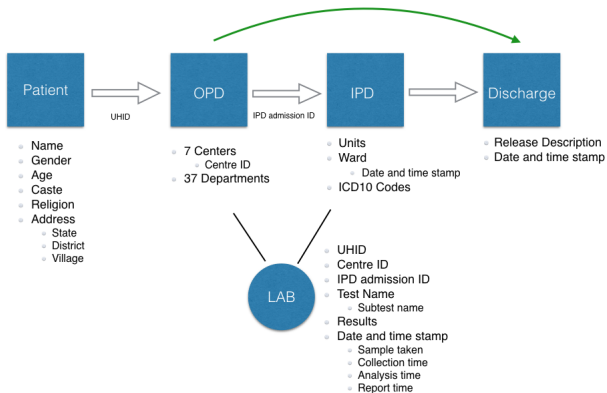 Patient
UHID
OPD
IPD admission ID
IPD
Discharge
Name
Gender
Age
Caste
Religion
Address
State
District
Village
7 Centers
Centre ID
37 Departments
Units
Ward
Date and time stamp
ICD10 Codes
Release Description
Date and time stamp
LAB
UHID
Centre ID
IPD admission ID
Test Name
Subtest name
Results
Date and time stamp
Sample taken
Collection time
Analysis time
Report time